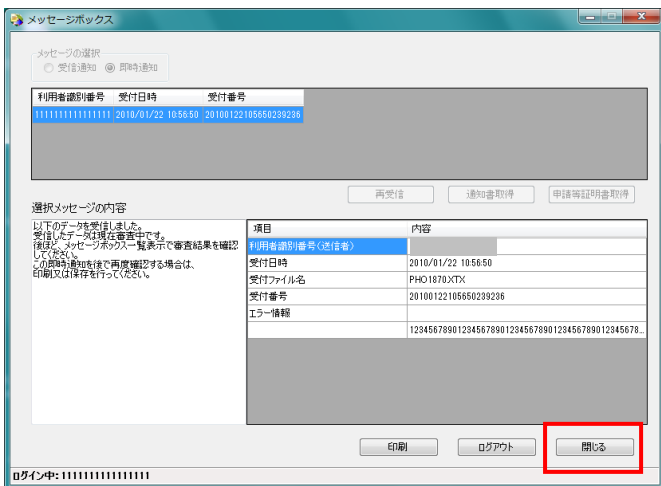 メッセージボックス
メッセージの選択
受信通知 即時通知
利用者識別番号 受付日時 受付番号
1111111111111111 2010/01/22 10:56:50 20100122105650239236
再受信 通知書取得 申請等証明書取得
選択メッセージの内容
以下のデータを受信しました。
受信したデータは現在審査中です。
後ほど、メッセージボックス一覧表示で審査結果を確認
してください。
この即時通知を後で再度確認する場合は、
印刷又は保存を行ってください。
項目 内容
利用者識別番号(送信者)
受付日時 2010/01/22 10:56:50
受付ファイル名 PHO1870.XTX
受付番号 20100122105650239236
エラー情報
123456789012345678901234567890123456789012345678...
印刷 ログアウト 閉じる
ログイン中: 1111111111111111